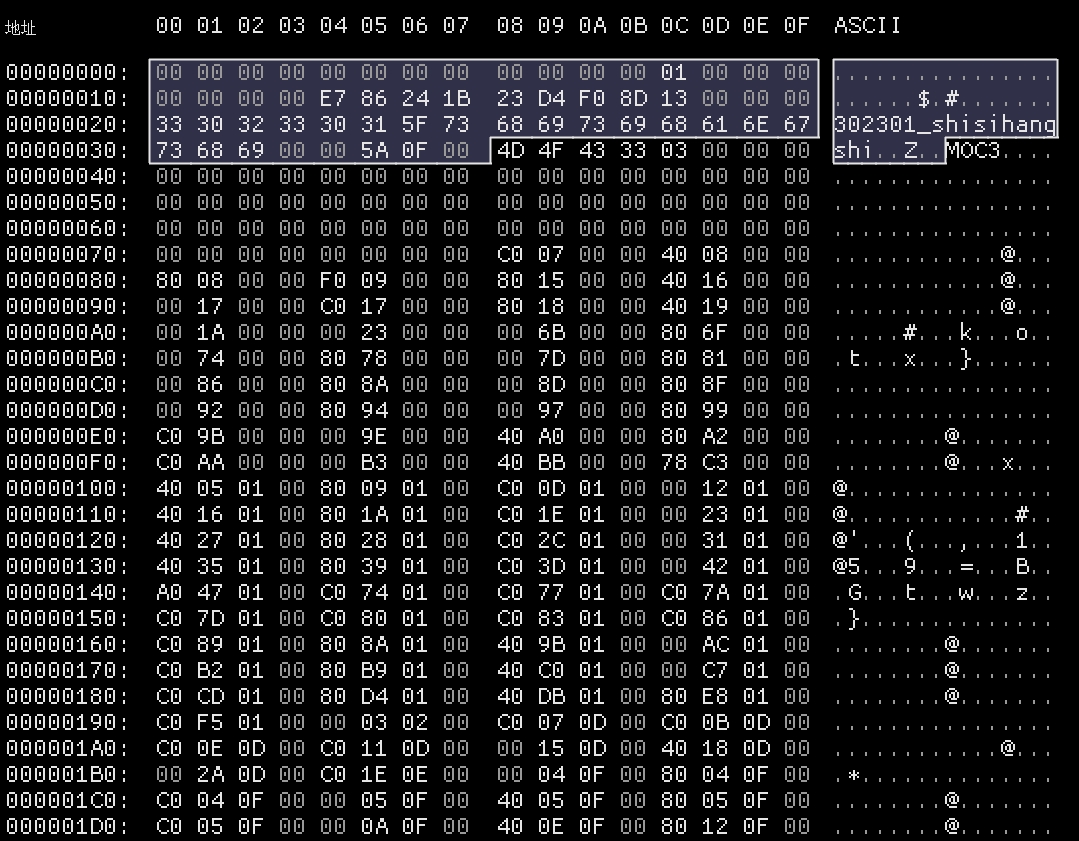 地址 00 01 02 03 04 05 06 07 08 09 0A 0B 0C 0D 0E 0F ASCII
00000000: 00 00 00 00 00 00 00 00 00 00 00 00 01 00 00 00 ................
00000010: 00 00 00 00 E7 86 24 1B 23 D4 F0 8D 13 00 00 00 ......$.#.......
00000020: 33 30 32 33 30 31 5F 73 68 69 73 69 68 61 6E 67 302301_shisihang
00000030: 73 68 69 00 00 5A 0F 00 4D 4F 43 33 03 00 00 00 shi..Z..MOC3....
00000040: 00 00 00 00 00 00 00 00 00 00 00 00 00 00 00 00 ................
00000050: 00 00 00 00 00 00 00 00 00 00 00 00 00 00 00 00 ................
00000060: 00 00 00 00 00 00 00 00 00 00 00 00 00 00 00 00 ................
00000070: 00 00 00 00 00 00 00 00 C0 07 00 00 40 08 00 00 ............@...
00000080: 80 08 00 00 F0 09 00 00 80 15 00 00 40 16 00 00 ............@...
00000090: 00 17 00 00 C0 17 00 00 80 18 00 00 40 19 00 00 ............@...
000000A0: 00 1A 00 00 00 23 00 00 00 6B 00 00 80 6F 00 00 .....#...k...o..
000000B0: 00 74 00 00 80 78 00 00 00 7D 00 00 80 81 00 00 .t...x...}......
000000C0: 00 86 00 00 80 8A 00 00 00 8D 00 00 80 8F 00 00 ................
000000D0: 00 92 00 00 80 94 00 00 00 97 00 00 80 99 00 00 ................
000000E0: C0 9B 00 00 00 9E 00 00 40 A0 00 00 80 A2 00 00 ........@.......
000000F0: C0 AA 00 00 00 B3 00 00 40 BB 00 00 78 C3 00 00 ........@...x...
00000100: 40 05 01 00 80 09 01 00 C0 0D 01 00 00 12 01 00 @...............
00000110: 40 16 01 00 80 1A 01 00 C0 1E 01 00 00 23 01 00 @............#..
00000120: 40 27 01 00 80 28 01 00 C0 2C 01 00 00 31 01 00 @'...(...,...1..
00000130: 40 35 01 00 80 39 01 00 C0 3D 01 00 00 42 01 00 @5...9...=...B..
00000140: A0 47 01 00 C0 74 01 00 C0 77 01 00 C0 7A 01 00 .G...t...w...z..
00000150: C0 7D 01 00 C0 80 01 00 C0 83 01 00 C0 86 01 00 .}..............
00000160: C0 89 01 00 80 8A 01 00 40 9B 01 00 00 AC 01 00 ........@.......
00000170: C0 B2 01 00 80 B9 01 00 40 C0 01 00 00 C7 01 00 ........@.......
00000180: C0 CD 01 00 80 D4 01 00 40 DB 01 00 80 E8 01 00 ........@.......
00000190: C0 F5 01 00 00 03 02 00 C0 07 0D 00 C0 0B 0D 00 ................
000001A0: C0 0E 0D 00 C0 11 0D 00 00 15 0D 00 40 18 0D 00 ............@...
000001B0: 00 2A 0D 00 C0 1E 0E 00 00 04 0F 00 80 04 0F 00 .*..............
000001C0: C0 04 0F 00 00 05 0F 00 40 05 0F 00 80 05 0F 00 ........@.......
000001D0: C0 05 0F 00 00 0A 0F 00 40 0E 0F 00 80 12 0F 00 ........@.......